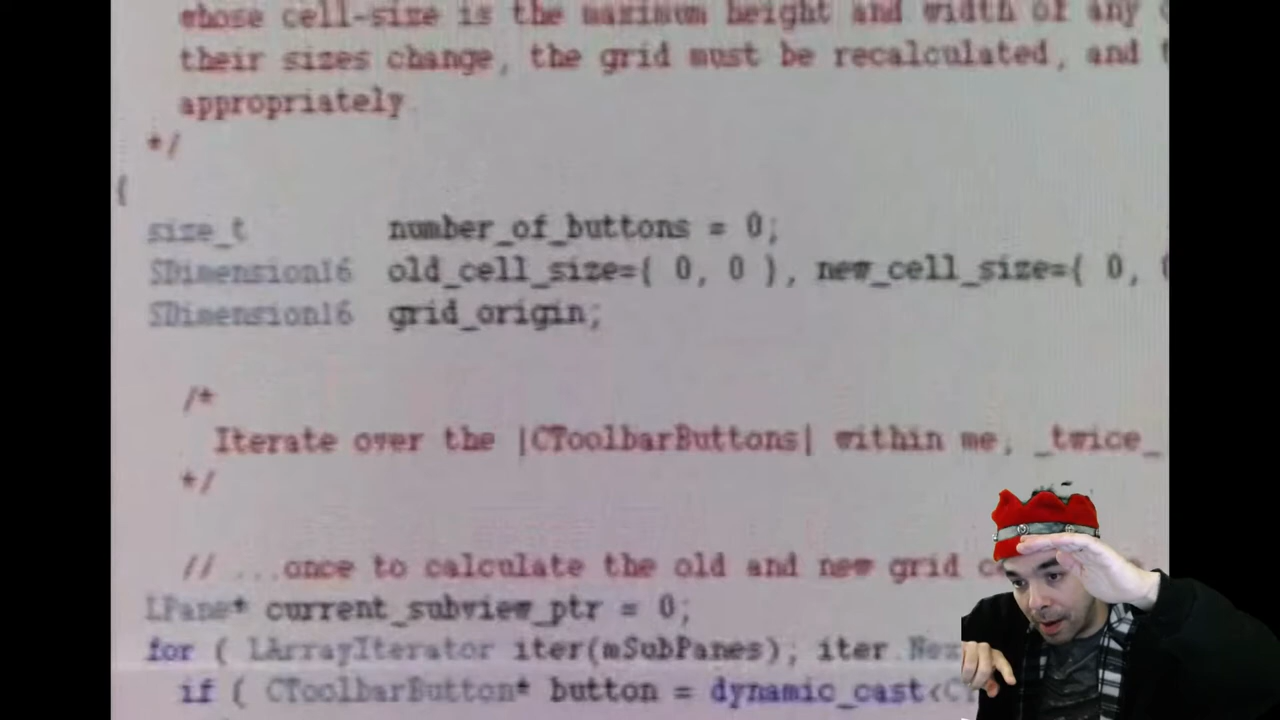 whose cell-size is the maximum height and width of any
their sizes change, the grid must be recalculated, and
appropriately.
*/
{
size_t number_of_buttons = 0;
SDimension16 old_cell_size={ 0, 0 }, new_cell_size={ 0,
SDimension16 grid_origin;
/*
Iterate over the |CToolbarButtons| within me, _twice_
*/
// ...once to calculate the old and new grid
LPane* current_subview_ptr = 0;
for ( LArrayIterator iter(mSubPanes); iter.Nex
if ( CToolbarButton* button = dynamic_cast<C